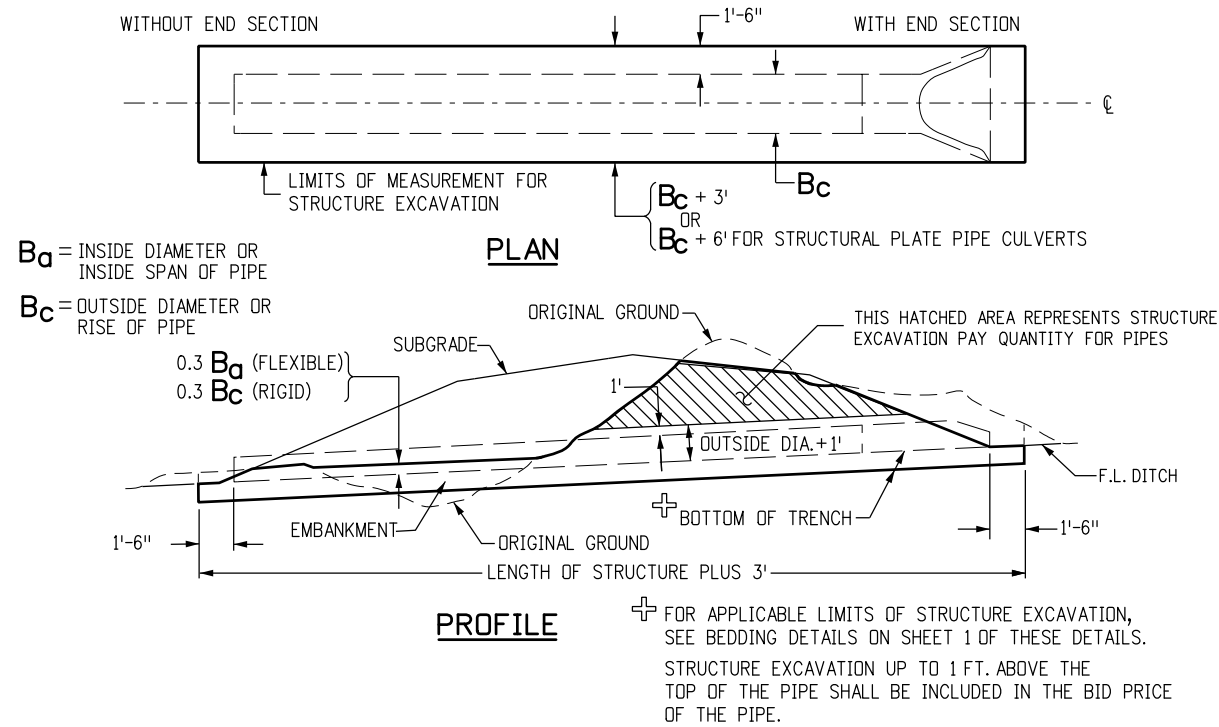 WITHOUT END SECTION
1'-6"
WITH END SECTION
℄
LIMITS OF MEASUREMENT FOR
STRUCTURE EXCAVATION
Bc
Bc + 3'
OR
Bc + 6' FOR STRUCTURAL PLATE PIPE CULVERTS
PLAN
Ba = INSIDE DIAMETER OR
INSIDE SPAN OF PIPE
Bc = OUTSIDE DIAMETER OR
RISE OF PIPE
ORIGINAL GROUND
THIS HATCHED AREA REPRESENTS STRUCTURE
EXCAVATION PAY QUANTITY FOR PIPES
SUBGRADE
0.3 Ba (FLEXIBLE)
0.3 Bc (RIGID)
1'
OUTSIDE DIA.+1'
F.L. DITCH
EMBANKMENT
BOTTOM OF TRENCH
1'-6"
ORIGINAL GROUND
1'-6"
LENGTH OF STRUCTURE PLUS 3'
PROFILE
FOR APPLICABLE LIMITS OF STRUCTURE EXCAVATION,
SEE BEDDING DETAILS ON SHEET 1 OF THESE DETAILS.
STRUCTURE EXCAVATION UP TO 1 FT. ABOVE THE
TOP OF THE PIPE SHALL BE INCLUDED IN THE BID PRICE
OF THE PIPE.